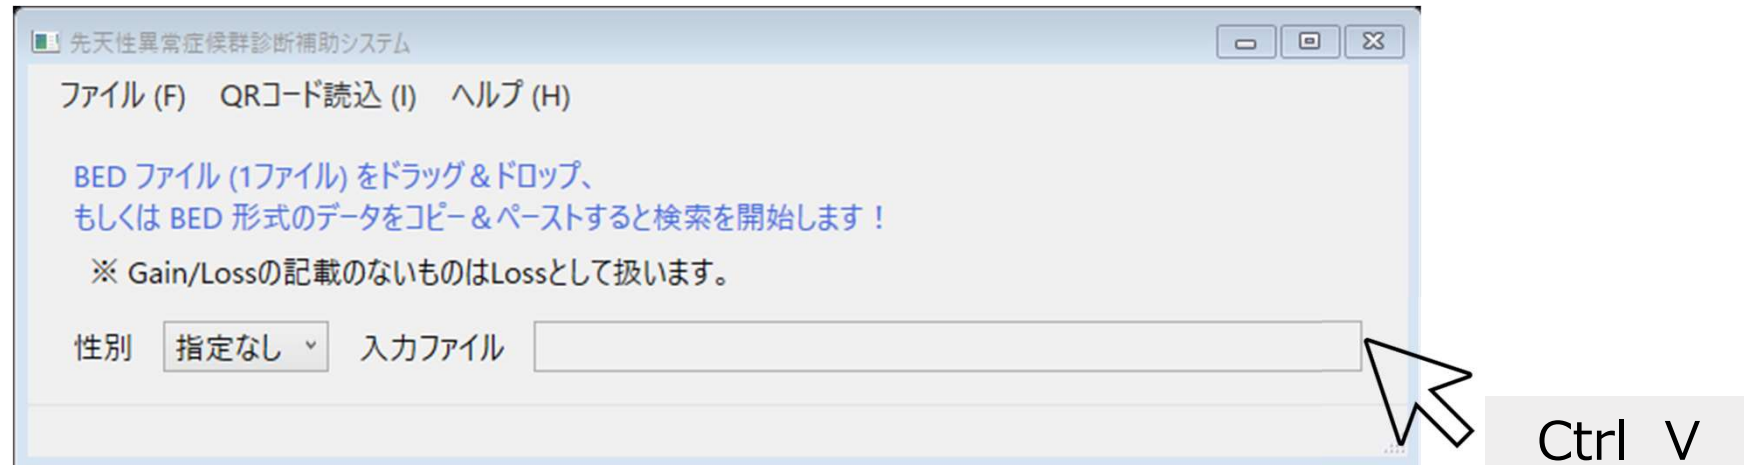 先天性異常症候群診断補助システム
ファイル (F) QRコード読込 (I) ヘルプ (H)
BED ファイル (1ファイル) をドラッグ＆ドロップ、
もしくは BED 形式のデータをコピー＆ペーストすると検索を開始します！
※ Gain/Lossの記載のないものはLossとして扱います。
性別 指定なし 入力ファイル
Ctrl V